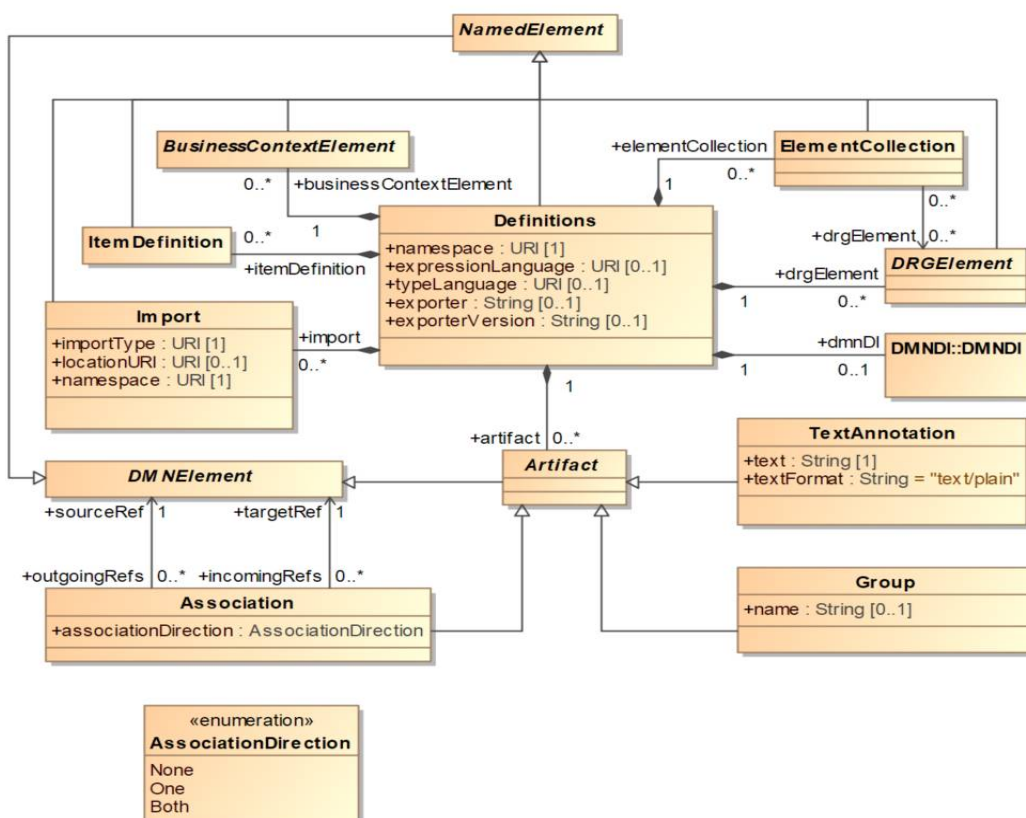 NamedElement
BusinessContextElement
0..*
+businessContextElement
1
+elementCollection
0..*
1
ElementCollection
0..*
+drgElement
0..*
ItemDefinition
0..*
+itemDefinition
Definitions
+namespace : URI [1]
+expressionLanguage : URI [0..1]
+typeLanguage : URI [0..1]
+exporter : String [0..1]
+exporterVersion : String [0..1]
+drgElement
1
0..*
DRGElement
Import
+importType : URI [1]
+locationURI : URI [0..1]
+namespace : URI [1]
+import
0..*
+dmnDI
1
0..1
DMNDI::DMNDI
1
+artifact
0..*
DMNElement
Artifact
TextAnnotation
+text : String [1]
+textFormat : String = "text/plain"
+sourceRef
1
+targetRef
1
+outgoingRefs
0..*
+incomingRefs
0..*
Association
+associationDirection : AssociationDirection
Group
+name : String [0..1]
«enumeration»
AssociationDirection
None
One
Both